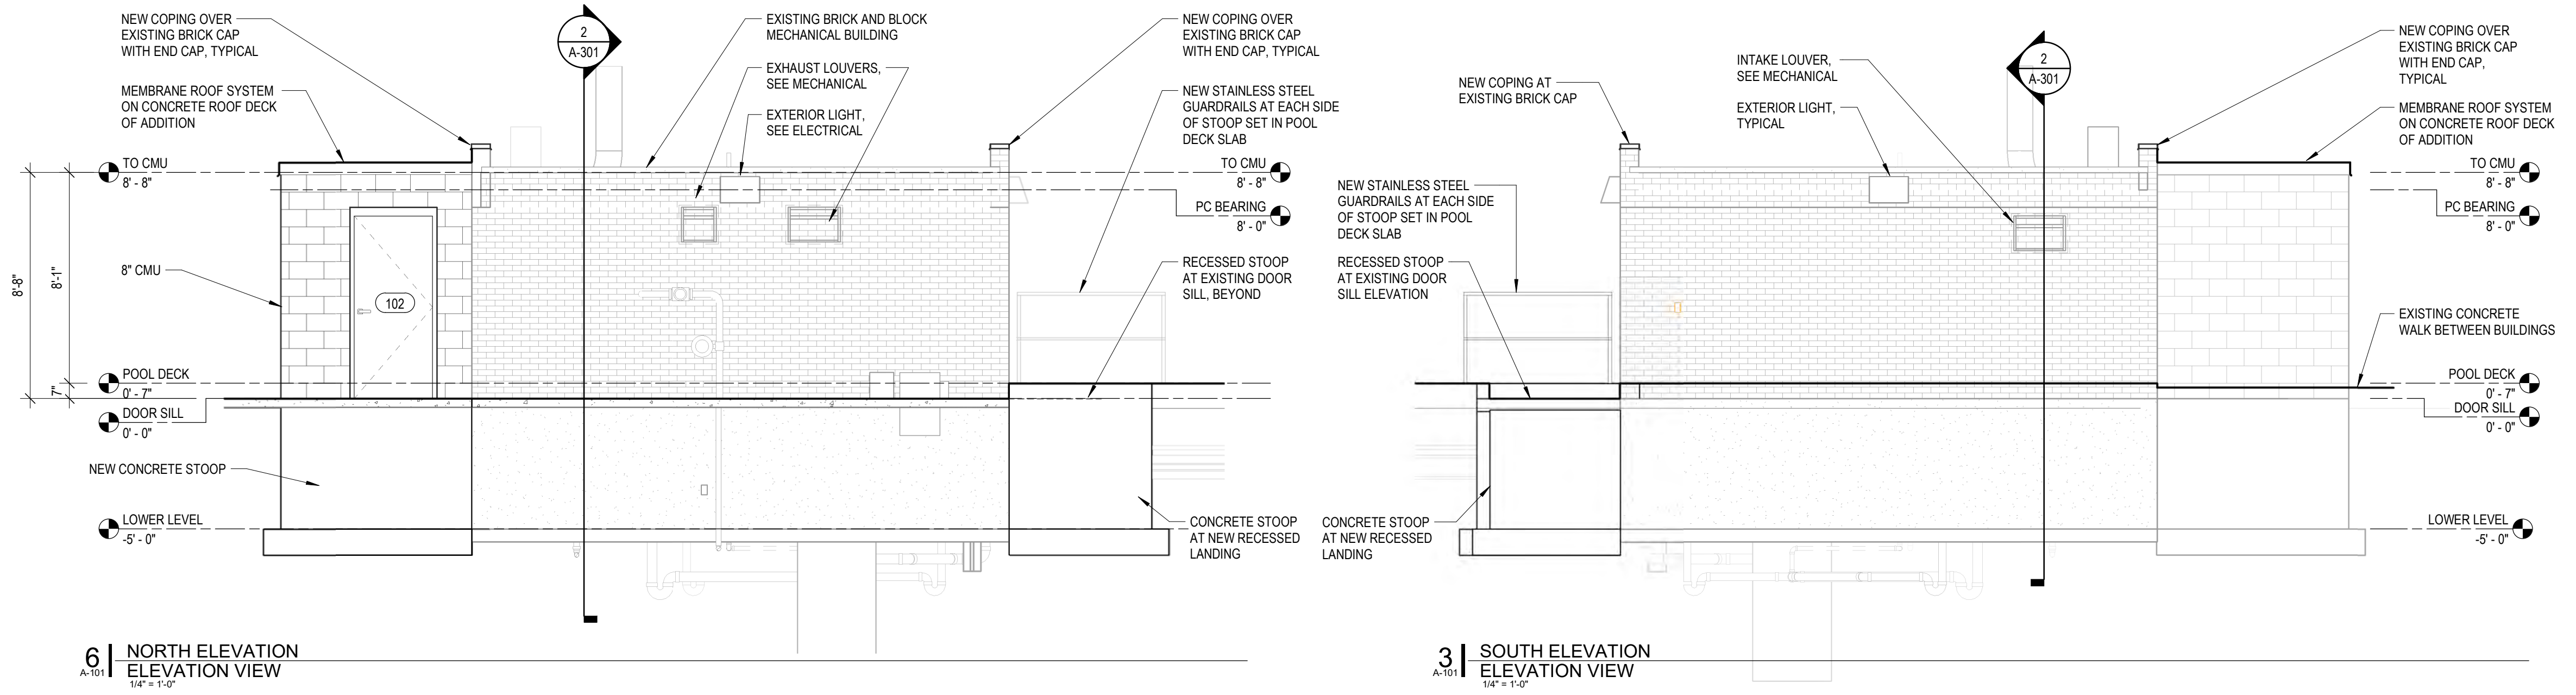 NEW COPING OVER
EXISTING BRICK CAP
WITH END CAP, TYPICAL
MEMBRANE ROOF SYSTEM
ON CONCRETE ROOF DECK
OF ADDITION
TO CMU
8' - 8"
8'-8"
8'-1"
7"
8" CMU
102
POOL DECK
0' - 7"
DOOR SILL
0' - 0"
NEW CONCRETE STOOP
LOWER LEVEL
-5' - 0"
2
A-301
EXISTING BRICK AND BLOCK
MECHANICAL BUILDING
EXHAUST LOUVERS,
SEE MECHANICAL
EXTERIOR LIGHT,
SEE ELECTRICAL
NEW COPING OVER
EXISTING BRICK CAP
WITH END CAP, TYPICAL
NEW STAINLESS STEEL
GUARDRAILS AT EACH SIDE
OF STOOP SET IN POOL
DECK SLAB
TO CMU
8' - 8"
PC BEARING
8' - 0"
RECESSED STOOP
AT EXISTING DOOR
SILL, BEYOND
CONCRETE STOOP
AT NEW RECESSED
LANDING
6
A-101
NORTH ELEVATION
ELEVATION VIEW
1/4" = 1'-0"
NEW COPING AT
EXISTING BRICK CAP
NEW STAINLESS STEEL
GUARDRAILS AT EACH SIDE
OF STOOP SET IN POOL
DECK SLAB
RECESSED STOOP
AT EXISTING DOOR
SILL ELEVATION
CONCRETE STOOP
AT NEW RECESSED
LANDING
INTAKE LOUVER,
SEE MECHANICAL
EXTERIOR LIGHT,
TYPICAL
2
A-301
NEW COPING OVER
EXISTING BRICK CAP
WITH END CAP,
TYPICAL
MEMBRANE ROOF SYSTEM
ON CONCRETE ROOF DECK
OF ADDITION
TO CMU
8' - 8"
PC BEARING
8' - 0"
EXISTING CONCRETE
WALK BETWEEN BUILDINGS
POOL DECK
0' - 7"
DOOR SILL
0' - 0"
LOWER LEVEL
-5' - 0"
3
A-101
SOUTH ELEVATION
ELEVATION VIEW
1/4" = 1'-0"